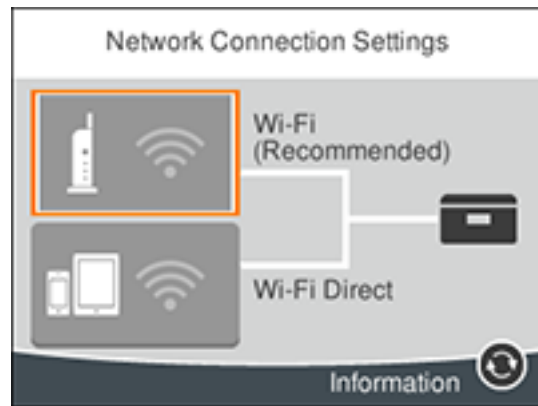 Network Connection Settings
Wi-Fi
(Recommended)
Wi-Fi Direct
Information